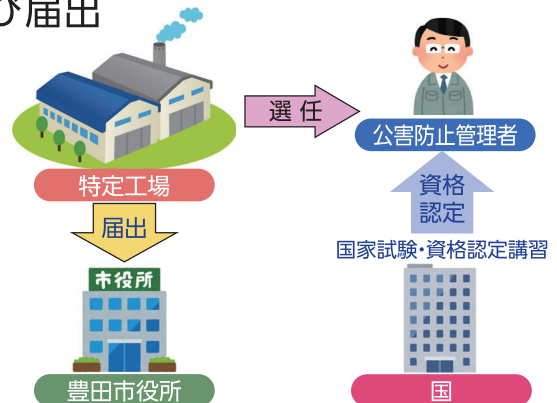 び届出
選任
公害防止管理者
特定工場
資格
認定
届出
国家試験・資格認定講習
市役所
豊田市役所
国